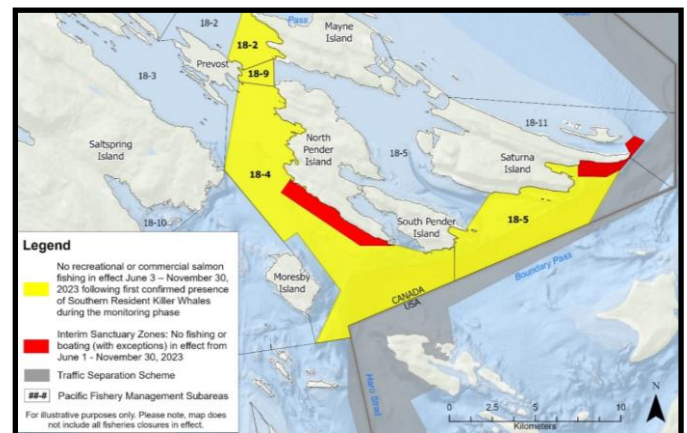 Pass
Mayne
Island
18-2
18-2
Prevost
18-9
18-3
North
Pender
Island
18-11
Saltspring
Island
18-4
18-5
Saturna
Island
18-10
South Pender
Island
18-5
Moresby
Island
Boundary Pass
CANADA
USA
Haro Strait
Legend
No recreational or commercial salmon
fishing in effect June 3 – November 30,
2023 following first confirmed presence
of Southern Resident Killer Whales
during the monitoring phase
Interim Sanctuary Zones: No fishing or
boating (with exceptions) in effect from
June 1 - November 30, 2023
Traffic Separation Scheme
##-# Pacific Fishery Management Subareas
For illustrative purposes only. Please note, map does
not include all fisheries closures in effect.
N
0 2.5 5 10
Kilometers